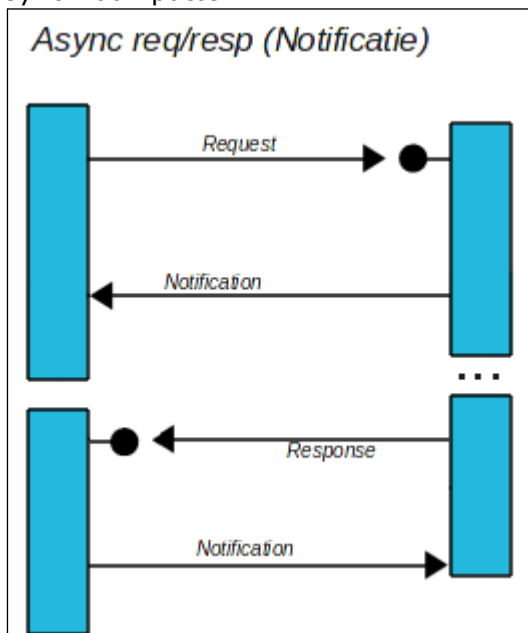 Async req/resp (Notificatie)
Request
Notification
...
Response
Notification